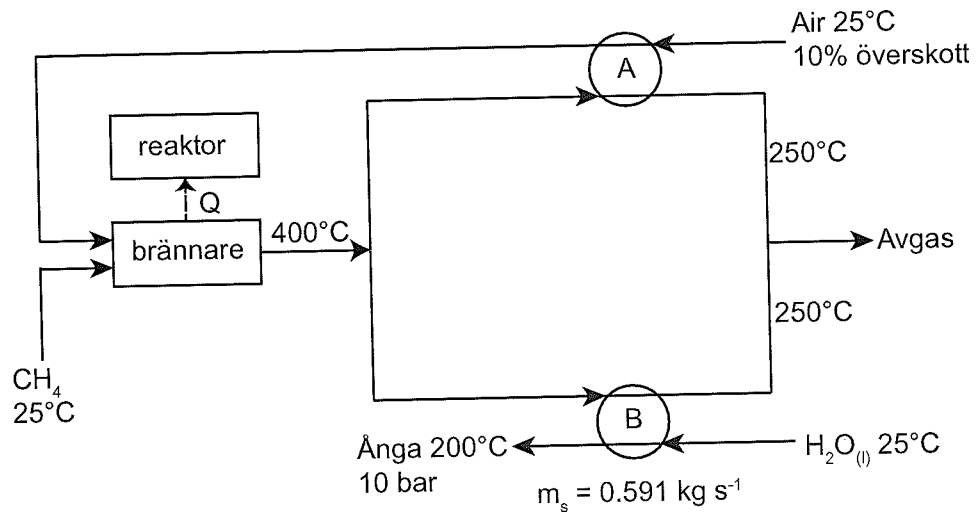 Air 25°C
10% överskott
A
reaktor
250°C
Q
400°C
brännare
Avgas
250°C
CH₄
25°C
B
Ånga 200°C
10 bar
H₂O₍ₗ₎ 25°C
mₛ = 0.591 kg s⁻¹